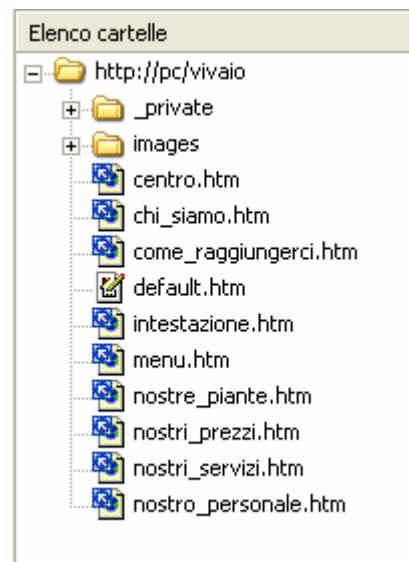 Elenco cartelle
http://pc/vivaio
_private
images
centro.htm
chi_siamo.htm
come_raggiungerci.htm
default.htm
intestazione.htm
menu.htm
nostre_piante.htm
nostri_prezzi.htm
nostri_servizi.htm
nostro_personale.htm